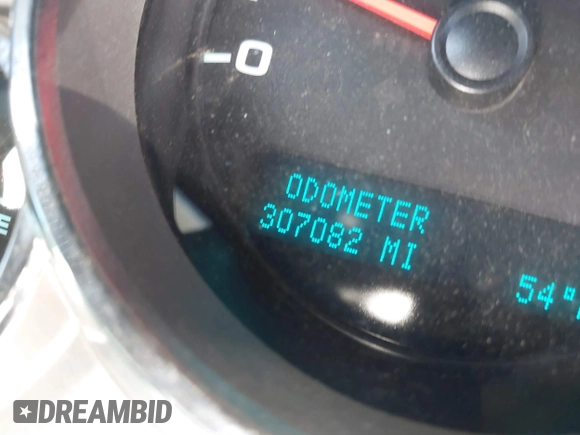 0
ODOMETER
307082 MI
54°
E
DREAMBID